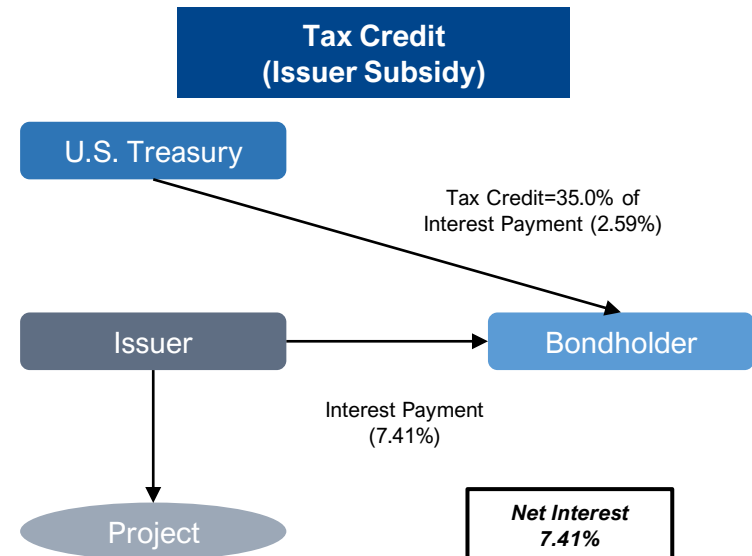 Tax Credit
(Issuer Subsidy)
U.S. Treasury
Tax Credit=35.0% of
Interest Payment (2.59%)
Issuer
Bondholder
Interest Payment
(7.41%)
Project
Net Interest
7.41%